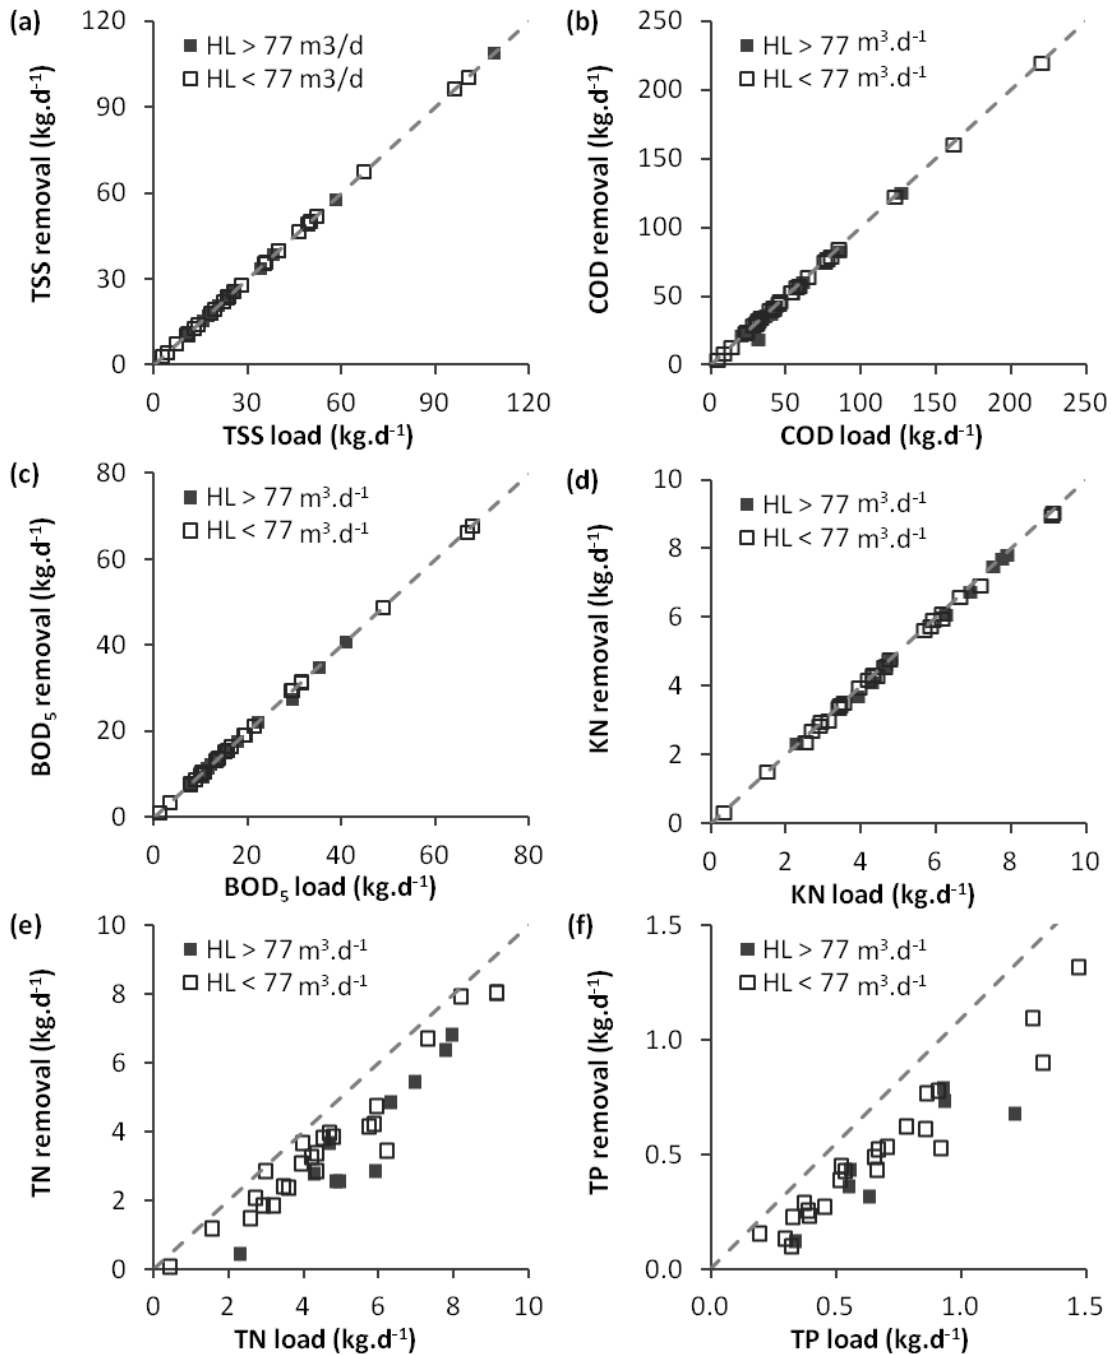 (a)
120
90
60
30
0
TSS removal (kg.d⁻¹)
HL > 77 m3/d
HL < 77 m3/d
0 30 60 90 120
TSS load (kg.d⁻¹)
(b)
250
200
150
100
50
0
COD removal (kg.d⁻¹)
HL > 77 m³.d⁻¹
HL < 77 m³.d⁻¹
0 50 100 150 200 250
COD load (kg.d⁻¹)
(c)
80
60
40
20
0
BOD₅ removal (kg.d⁻¹)
HL > 77 m³.d⁻¹
HL < 77 m³.d⁻¹
0 20 40 60 80
BOD₅ load (kg.d⁻¹)
(d)
10
8
6
4
2
0
KN removal (kg.d⁻¹)
HL > 77 m³.d⁻¹
HL < 77 m³.d⁻¹
0 2 4 6 8 10
KN load (kg.d⁻¹)
(e)
10
8
6
4
2
0
TN removal (kg.d⁻¹)
HL > 77 m³.d⁻¹
HL < 77 m³.d⁻¹
0 2 4 6 8 10
TN load (kg.d⁻¹)
(f)
1.5
1.0
0.5
0.0
TP removal (kg.d⁻¹)
HL > 77 m³.d⁻¹
HL < 77 m³.d⁻¹
0.0 0.5 1.0 1.5
TP load (kg.d⁻¹)